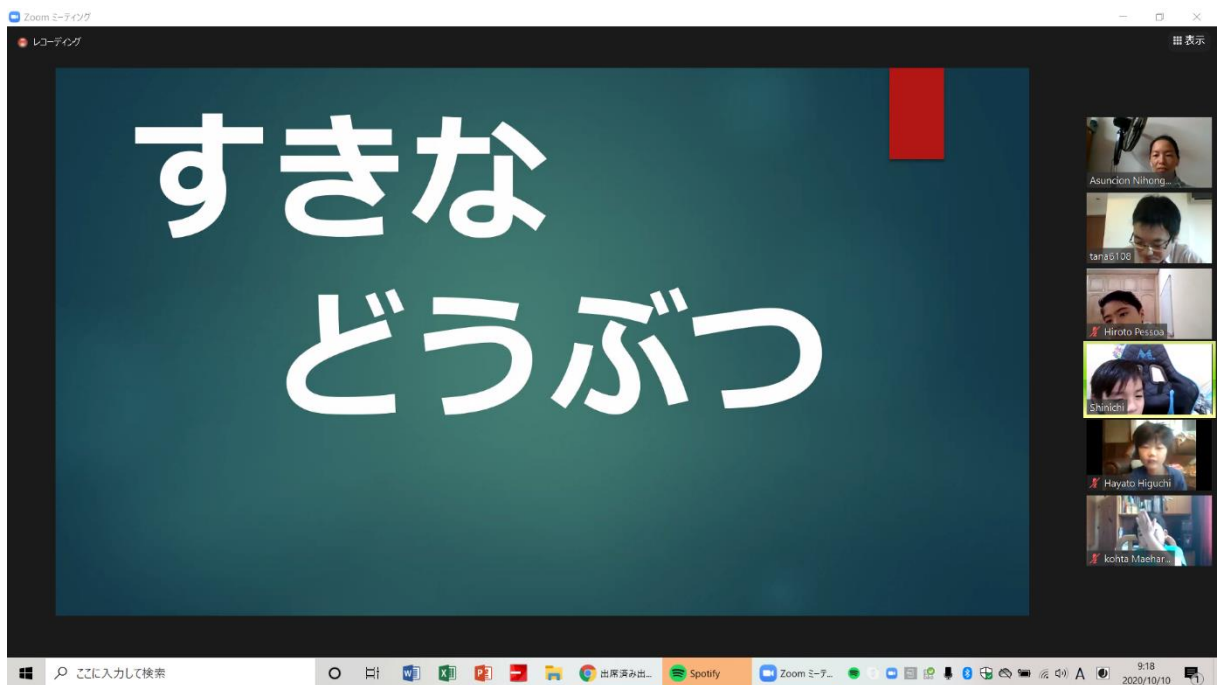 Zoom ミーティング
レコーディング
表示
すきな
どうぶつ
Asuncion Nihong...
tana6108
Hiroto Pessoa
Shinichi
Hayato Higuchi
kohta Maehar...
ここに入力して検索
出席済み出...
Spotify
Zoom ミーテ...
A
9:18
2020/10/10